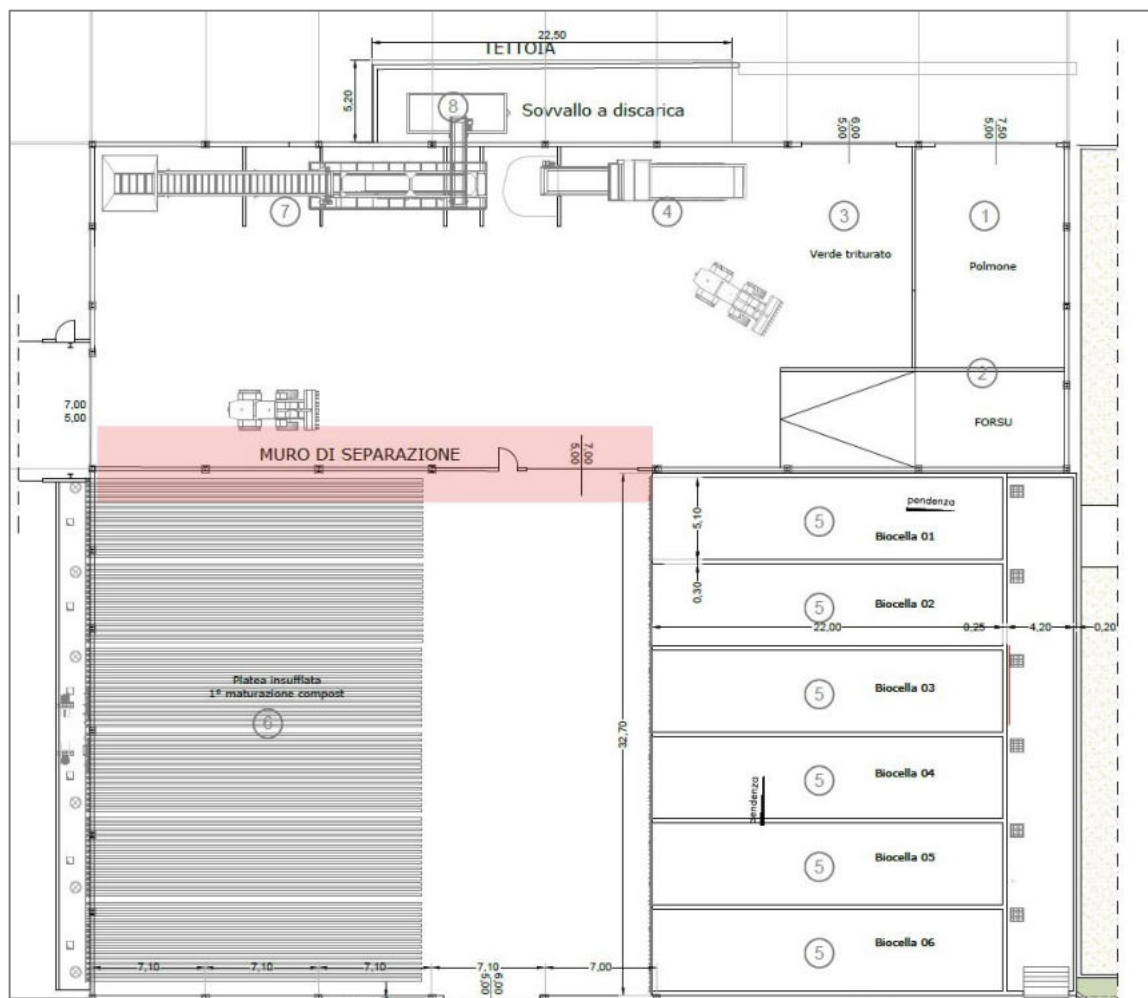 22,50
TETTOIA
5,20
8
Sovvallo a discarica
6,00
5,00
7,50
5,00
7
4
3
1
Verde triturato
Polmone
2
7,00
5,00
FORSU
MURO DI SEPARAZIONE
7,00
5,00
5,10
5
pendenza
Biocella 01
0,30
5
Biocella 02
22,00
0,25
4,20
0,20
Platea insufflata
1° maturazione compost
6
5
Biocella 03
32,70
5
Biocella 04
pendenza
5
Biocella 05
5
Biocella 06
7,10
7,10
7,10
7,10
7,00
6,00
5,00